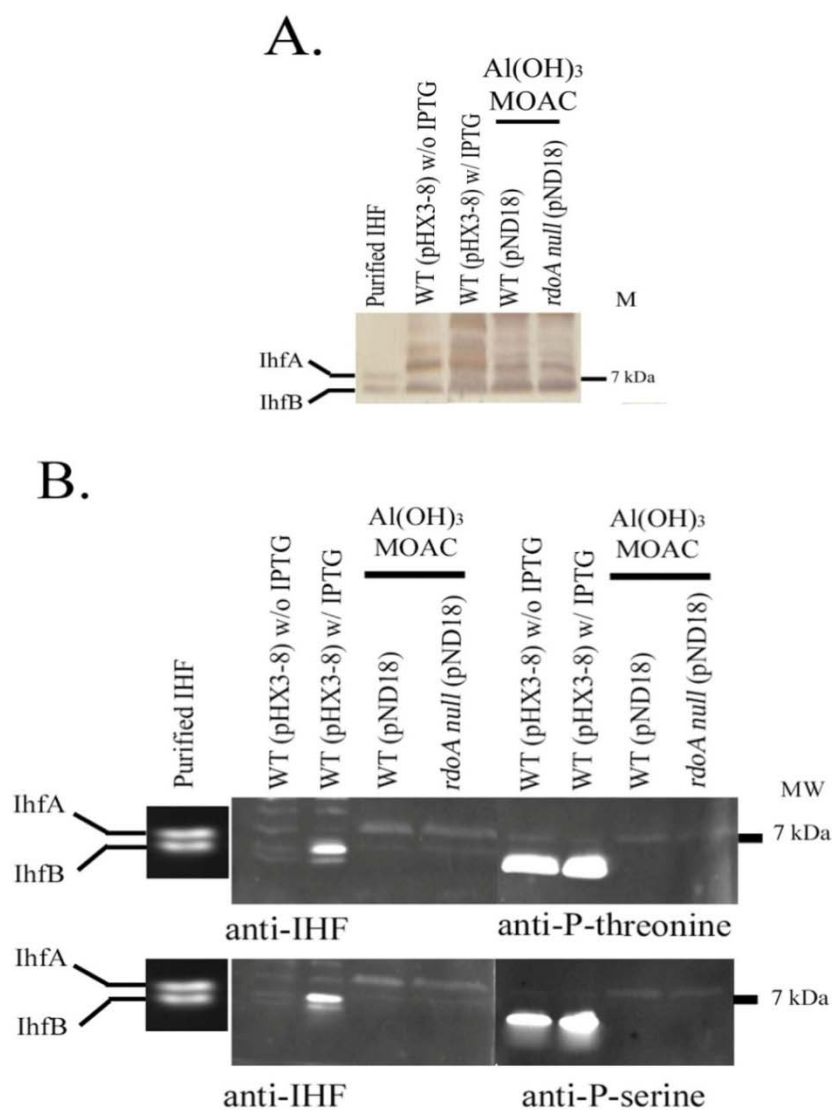 A.
Al(OH)3
MOAC
Purified IHF
WT (pHX3-8) w/o IPTG
WT (pHX3-8) w/ IPTG
WT (pND18)
rdoA null (pND18)
M
IhfA
IhfB
7 kDa
B.
Al(OH)3
MOAC
Al(OH)3
MOAC
Purified IHF
WT (pHX3-8) w/o IPTG
WT (pHX3-8) w/ IPTG
WT (pND18)
rdoA null (pND18)
WT (pHX3-8) w/o IPTG
WT (pHX3-8) w/ IPTG
WT (pND18)
rdoA null (pND18)
MW
IhfA
IhfB
7 kDa
anti-IHF
anti-P-threonine
IhfA
IhfB
7 kDa
anti-IHF
anti-P-serine